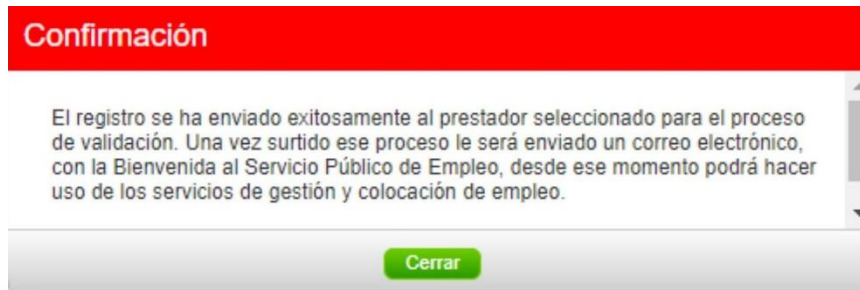 Confirmación
El registro se ha enviado exitosamente al prestador seleccionado para el proceso
de validación. Una vez surtido ese proceso le será enviado un correo electrónico,
con la Bienvenida al Servicio Público de Empleo, desde ese momento podrá hacer
uso de los servicios de gestión y colocación de empleo.
Cerrar